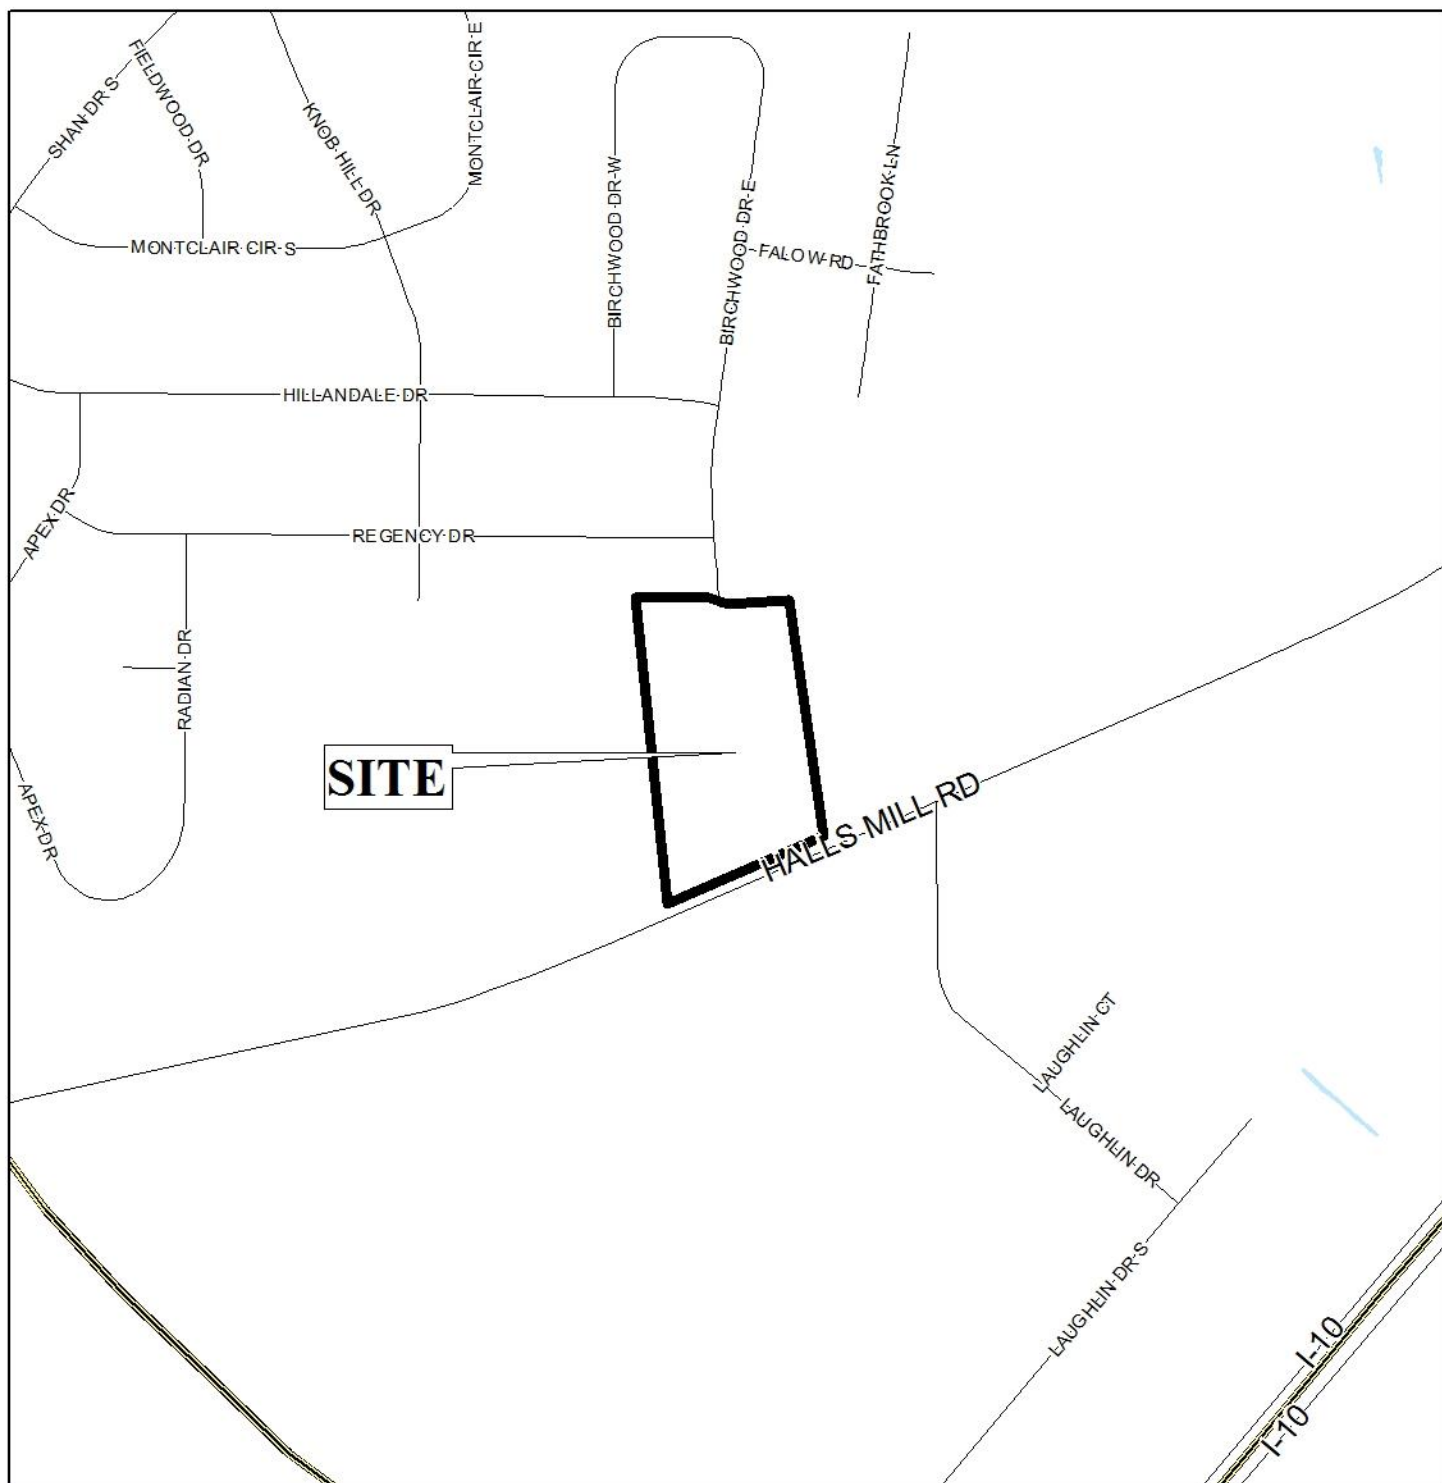 SHAN DR S
FIELDWOOD DR
KNOB HILL DR
MONTCLAIR CIR E
MONTCLAIR CIR S
BIRCHWOOD DR W
BIRCHWOOD DR E
FATHBROOK LN
FALOW RD
HILLANDALE DR
APEX DR
REGENCY DR
RADIAN DR
SITE
APEX DR
HALLS MILL RD
LAUGHLIN CT
LAUGHLIN DR
LAUGHLIN DR S
I-10
I-10